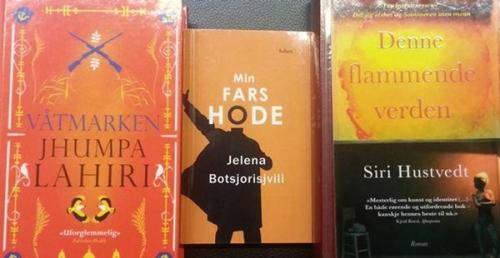 VÅTMARKEN
JHUMPA
LAHIRI
«Uforglemmelig»
Min
FARS
HODE
Jelena
Botsjorisjvili
Denne
flammende
verden
Siri Hustvedt
«Mesterlig om kunst og identitet (...)
En både rørende og utfordrende bok -
kanskje hennes beste til nå.»
Roman